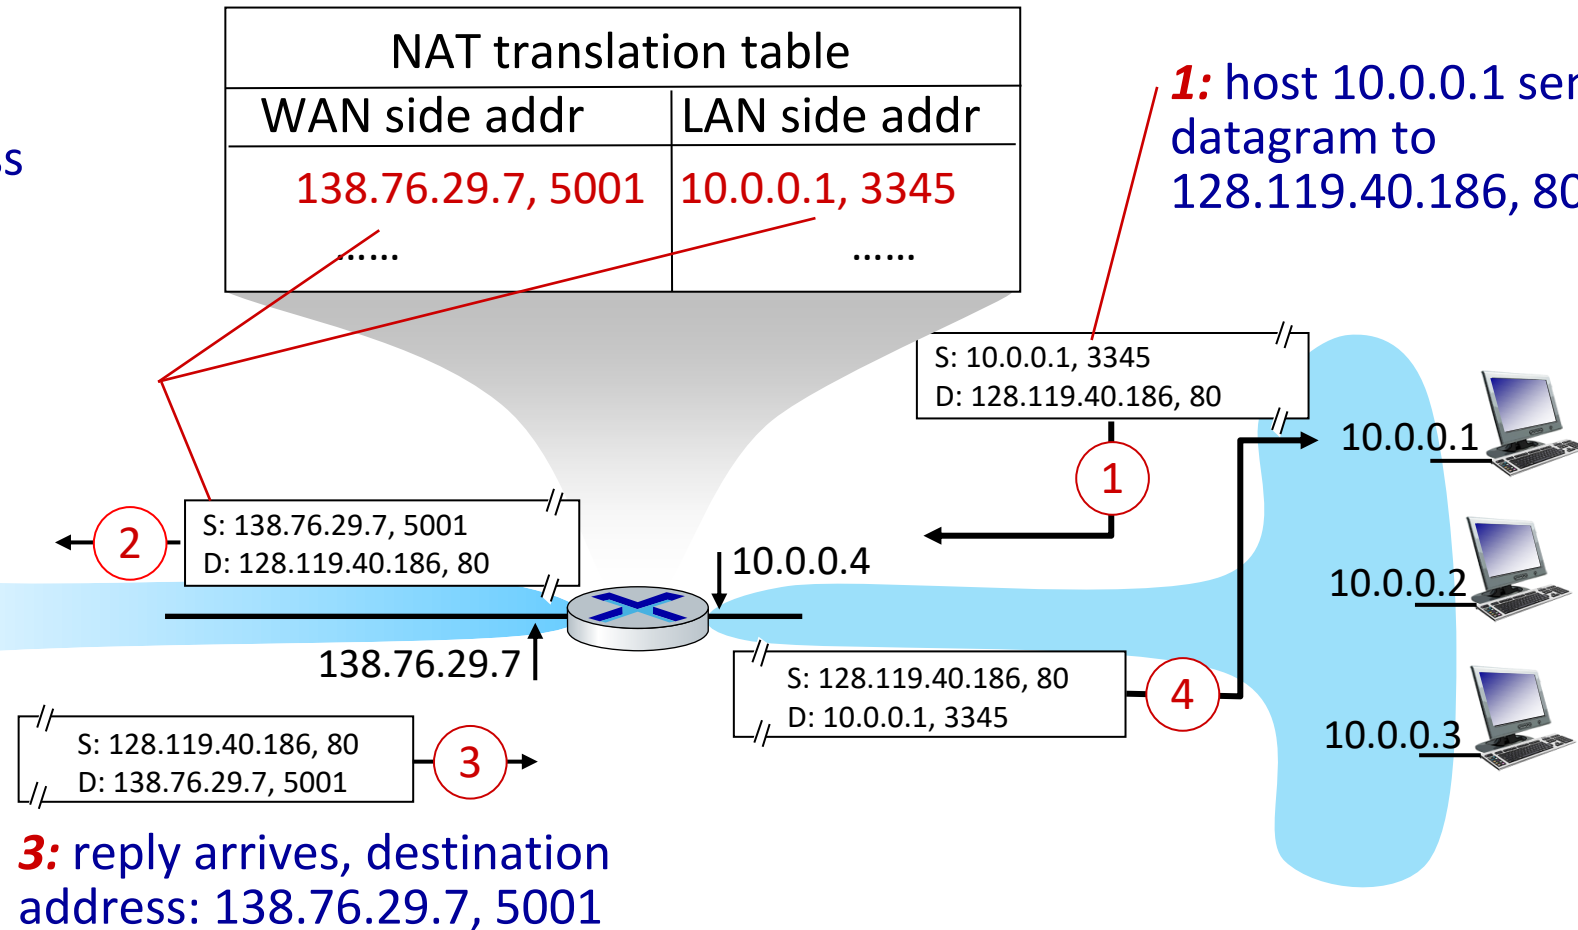 NAT translation table
WAN side addr LAN side addr
138.76.29.7, 5001 10.0.0.1, 3345
…… ……
1: host 10.0.0.1
datagram to
128.119.40.186, 80
S: 10.0.0.1, 3345
D: 128.119.40.186, 80
1
10.0.0.1
2
S: 138.76.29.7, 5001
D: 128.119.40.186, 80
10.0.0.4
10.0.0.2
138.76.29.7
S: 128.119.40.186, 80
D: 10.0.0.1, 3345
4
10.0.0.3
S: 128.119.40.186, 80
D: 138.76.29.7, 5001
3
3: reply arrives, destination
address: 138.76.29.7, 5001